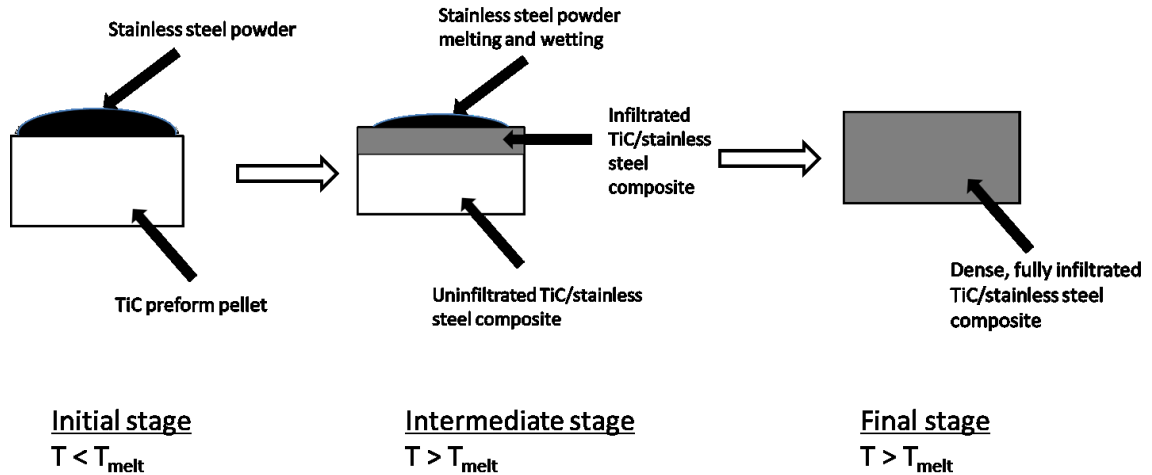 Stainless steel powder
Stainless steel powder
melting and wetting
Infiltrated
TiC/stainless
steel
composite
TiC preform pellet
Uninfiltrated TiC/stainless
steel composite
Dense, fully infiltrated
TiC/stainless steel
composite
Initial stage
T < Tmelt
Intermediate stage
T > Tmelt
Final stage
T > Tmelt